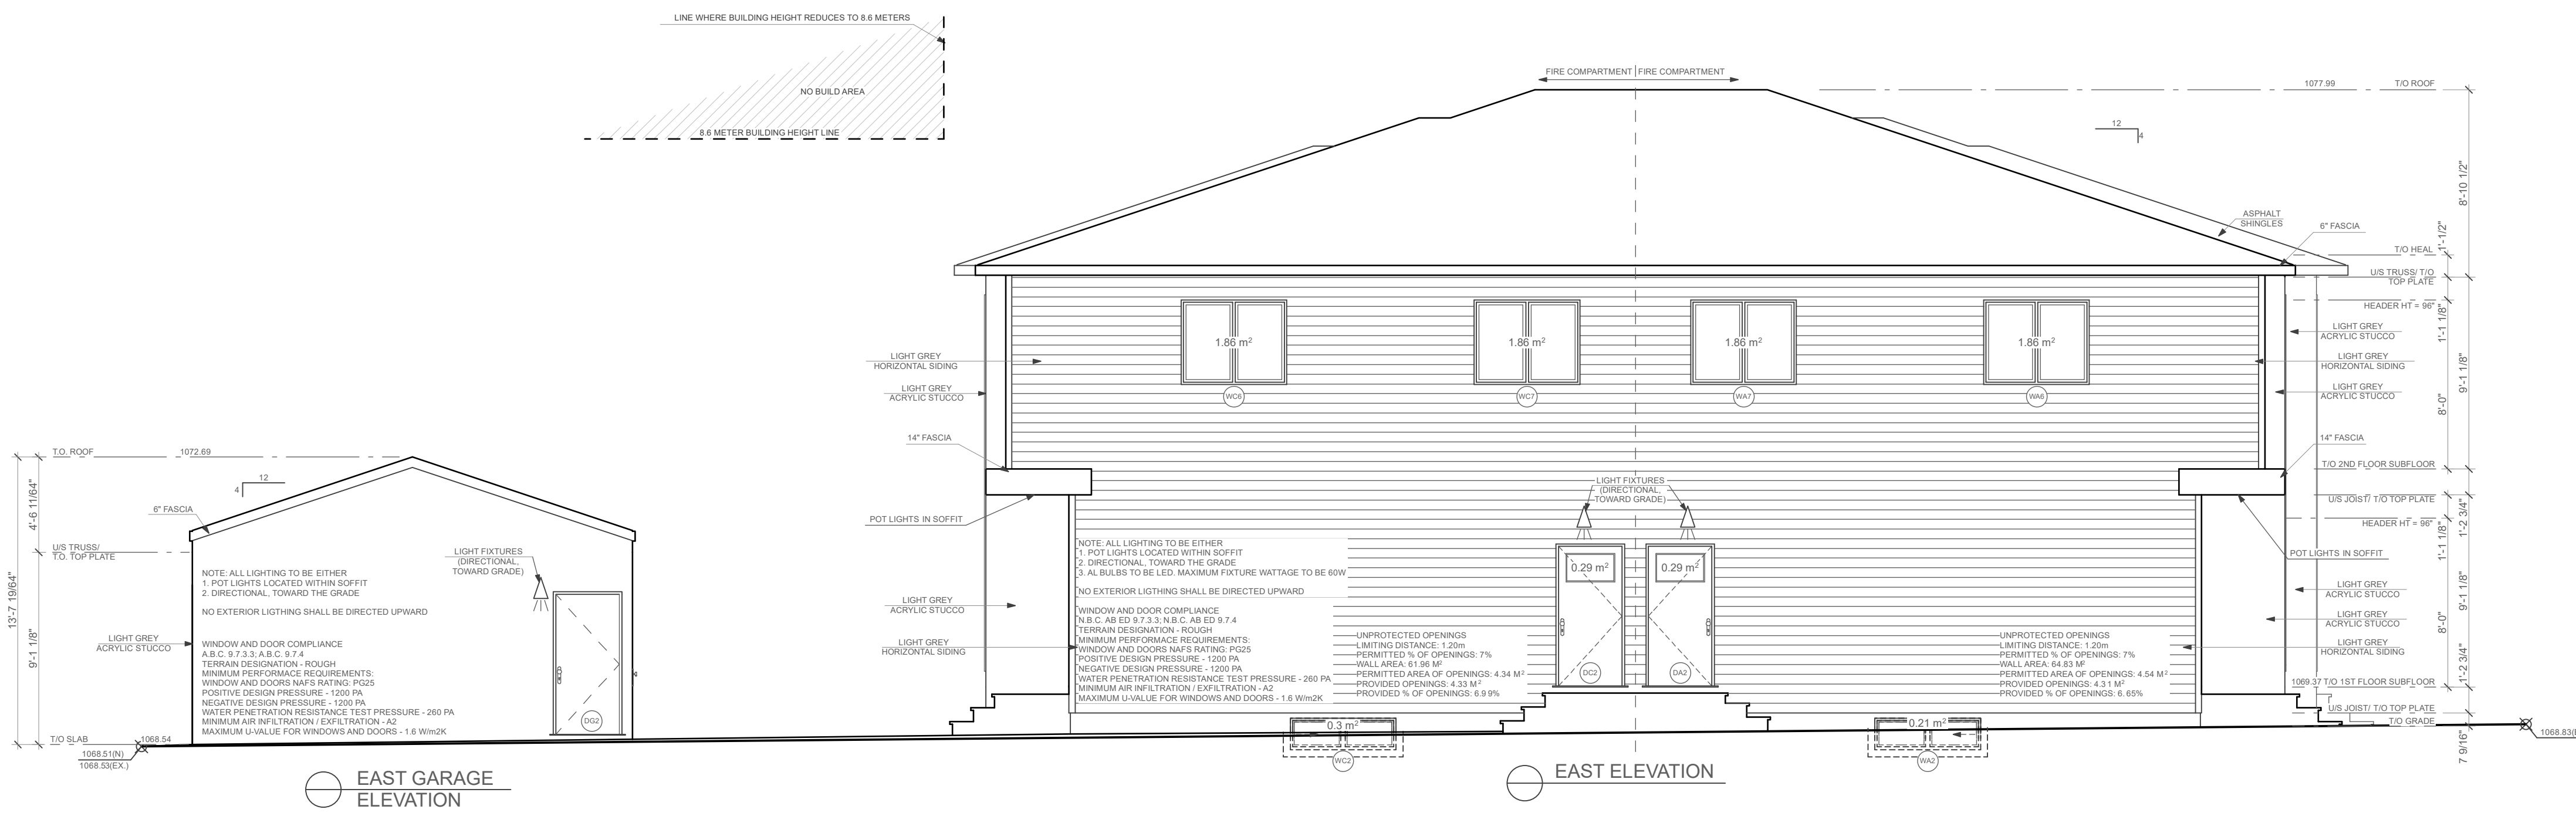 LINE WHERE BUILDING HEIGHT REDUCES TO 8.6 METERS
NO BUILD AREA
8.6 METER BUILDING HEIGHT LINE
FIRE COMPARTMENT
FIRE COMPARTMENT
1077.99
T/O ROOF
12
4
8'-10 1/2"
ASPHALT
SHINGLES
6" FASCIA
T/O HEAL
1'-1/2"
U/S TRUSS/ T/O
TOP PLATE
HEADER HT = 96"
1'-1 1/8"
LIGHT GREY
ACRYLIC STUCCO
LIGHT GREY
HORIZONTAL SIDING
LIGHT GREY
ACRYLIC STUCCO
9'-1 1/8"
8'-0"
14" FASCIA
T/O 2ND FLOOR SUBFLOOR
U/S JOIST/ T/O TOP PLATE
HEADER HT = 96"
1'-2 3/4"
1'-1 1/8"
POT LIGHTS IN SOFFIT
LIGHT GREY
ACRYLIC STUCCO
LIGHT GREY
ACRYLIC STUCCO
LIGHT GREY
HORIZONTAL SIDING
9'-1 1/8"
8'-0"
1'-2 3/4"
1069.37 T/O 1ST FLOOR SUBFLOOR
U/S JOIST/ T/O TOP PLATE
T/O GRADE
7 9/16"
1068.83(
1.86 m²
1.86 m²
1.86 m²
1.86 m²
WC6
WC7
WA7
WA6
LIGHT GREY
HORIZONTAL SIDING
LIGHT GREY
ACRYLIC STUCCO
14" FASCIA
POT LIGHTS IN SOFFIT
LIGHT GREY
ACRYLIC STUCCO
LIGHT GREY
HORIZONTAL SIDING
LIGHT FIXTURES
(DIRECTIONAL,
TOWARD GRADE)
NOTE: ALL LIGHTING TO BE EITHER
1. POT LIGHTS LOCATED WITHIN SOFFIT
2. DIRECTIONAL, TOWARD THE GRADE
3. AL BULBS TO BE LED. MAXIMUM FIXTURE WATTAGE TO BE 60W
NO EXTERIOR LIGTHING SHALL BE DIRECTED UPWARD
WINDOW AND DOOR COMPLIANCE
N.B.C. AB ED 9.7.3.3; N.B.C. AB ED 9.7.4
TERRAIN DESIGNATION - ROUGH
MINIMUM PERFORMACE REQUIREMENTS:
WINDOW AND DOORS NAFS RATING: PG25
POSITIVE DESIGN PRESSURE - 1200 PA
NEGATIVE DESIGN PRESSURE - 1200 PA
WATER PENETRATION RESISTANCE TEST PRESSURE - 260 PA
MINIMUM AIR INFILTRATION / EXFILTRATION - A2
MAXIMUM U-VALUE FOR WINDOWS AND DOORS - 1.6 W/m2K
UNPROTECTED OPENINGS
LIMITING DISTANCE: 1.20m
PERMITTED % OF OPENINGS: 7%
WALL AREA: 61.96 M²
PERMITTED AREA OF OPENINGS: 4.34 M²
PROVIDED OPENINGS: 4.33 M²
PROVIDED % OF OPENINGS: 6.99%
0.29 m²
0.29 m²
DC2
DA2
UNPROTECTED OPENINGS
LIMITING DISTANCE: 1.20m
PERMITTED % OF OPENINGS: 7%
WALL AREA: 64.83 M²
PERMITTED AREA OF OPENINGS: 4.54 M²
PROVIDED OPENINGS: 4.31 M²
PROVIDED % OF OPENINGS: 6.65%
0.3 m²
WC2
0.21 m²
WA2
EAST ELEVATION
T.O. ROOF
1072.69
12
4
6" FASCIA
4'-6 11/64"
13'-7 19/64"
9'-1 1/8"
U/S TRUSS/
T.O. TOP PLATE
LIGHT FIXTURES
(DIRECTIONAL,
TOWARD GRADE)
NOTE: ALL LIGHTING TO BE EITHER
1. POT LIGHTS LOCATED WITHIN SOFFIT
2. DIRECTIONAL, TOWARD THE GRADE
NO EXTERIOR LIGTHING SHALL BE DIRECTED UPWARD
LIGHT GREY
ACRYLIC STUCCO
WINDOW AND DOOR COMPLIANCE
A.B.C. 9.7.3.3; A.B.C. 9.7.4
TERRAIN DESIGNATION - ROUGH
MINIMUM PERFORMACE REQUIREMENTS:
WINDOW AND DOORS NAFS RATING: PG25
POSITIVE DESIGN PRESSURE - 1200 PA
NEGATIVE DESIGN PRESSURE - 1200 PA
WATER PENETRATION RESISTANCE TEST PRESSURE - 260 PA
MINIMUM AIR INFILTRATION / EXFILTRATION - A2
MAXIMUM U-VALUE FOR WINDOWS AND DOORS - 1.6 W/m2K
DG2
T/O SLAB
1068.54
1068.51(N)
1068.53(EX.)
EAST GARAGE
ELEVATION